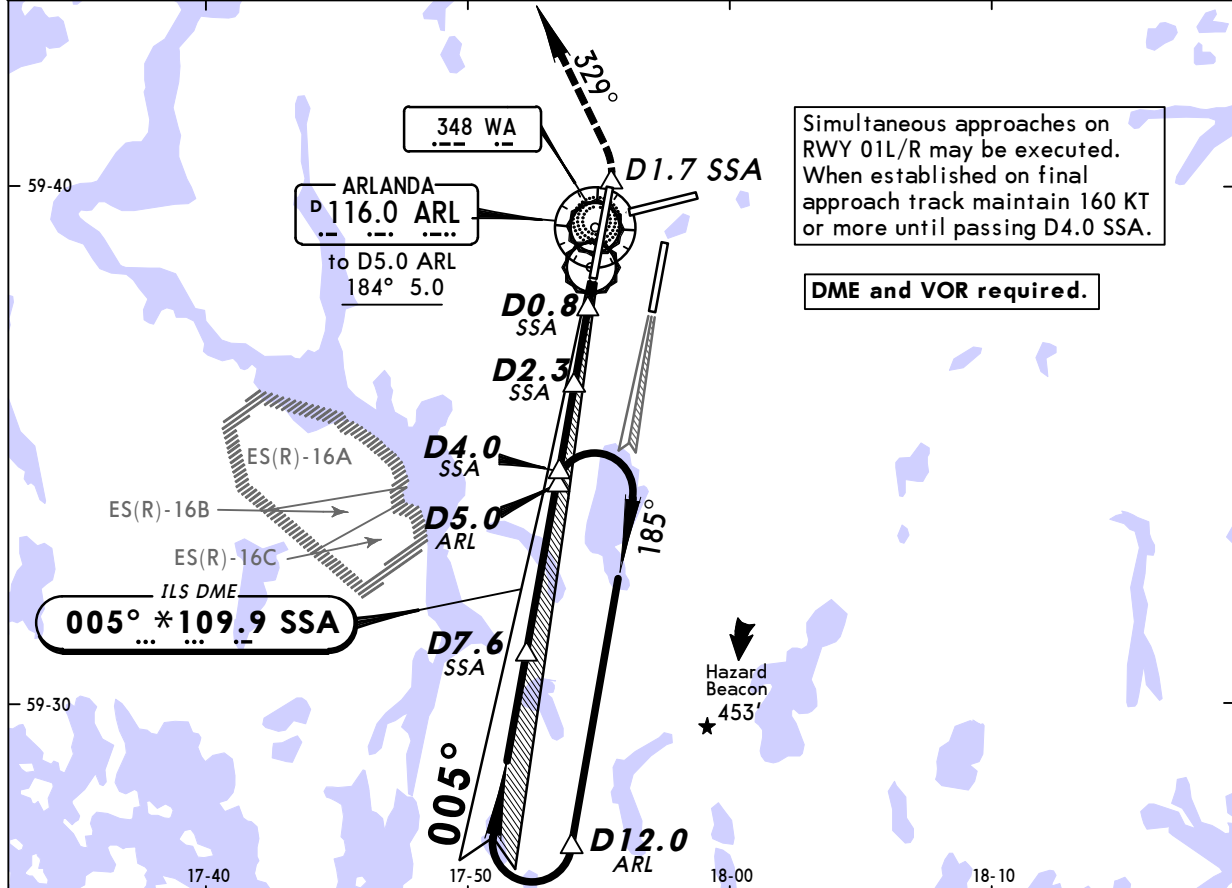 329°
348 WA
D1.7 SSA
Simultaneous approaches on
RWY 01L/R may be executed.
When established on final
approach track maintain 160 KT
or more until passing D4.0 SSA.
59-40
ARLANDA
D 116.0 ARL
to D5.0 ARL
184° 5.0
DME and VOR required.
D0.8
SSA
D2.3
SSA
D4.0
SSA
ES(R)-16A
ES(R)-16B
D5.0
ARL
185°
ES(R)-16C
ILS DME
005° *109.9 SSA
D7.6
SSA
Hazard
Beacon
453'
59-30
005°
D12.0
ARL
17-40
17-50
18-00
18-10